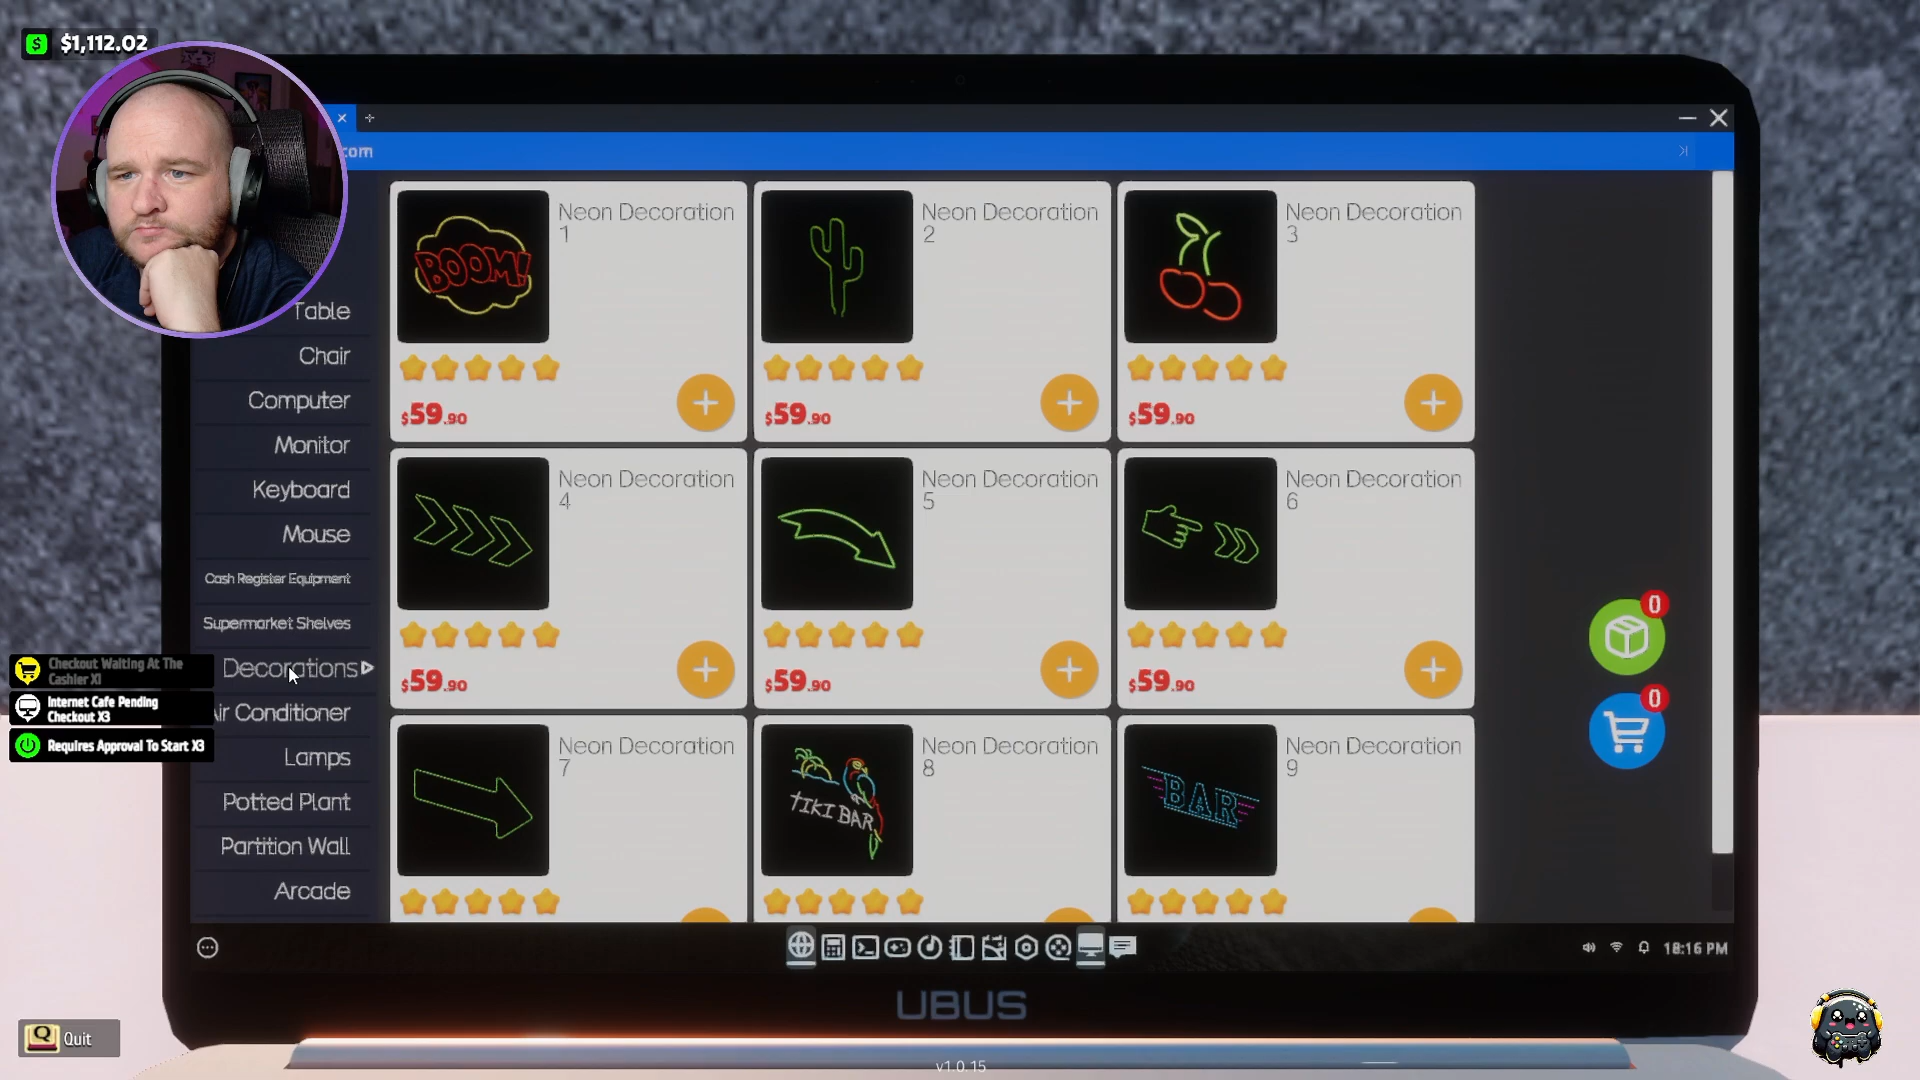 $1,112.02
com
Table
Chair
Computer
Monitor
Keyboard
Mouse
Cash Register Equipment
Supermarket Shelves
Decorations
Air Conditioner
Lamps
Potted Plant
Partition Wall
Arcade
Checkout Waiting At The
Cashier X1
Internet Cafe Pending
Checkout X3
Requires Approval To Start X3
BOOM!
Neon Decoration
1
$59.90
Neon Decoration
2
$59.90
Neon Decoration
3
$59.90
Neon Decoration
4
$59.90
Neon Decoration
5
$59.90
Neon Decoration
6
$59.90
Neon Decoration
7
TIKI BAR
Neon Decoration
8
BAR
Neon Decoration
9
0
0
18:16 PM
UBUS
Q Quit
v1.0.15